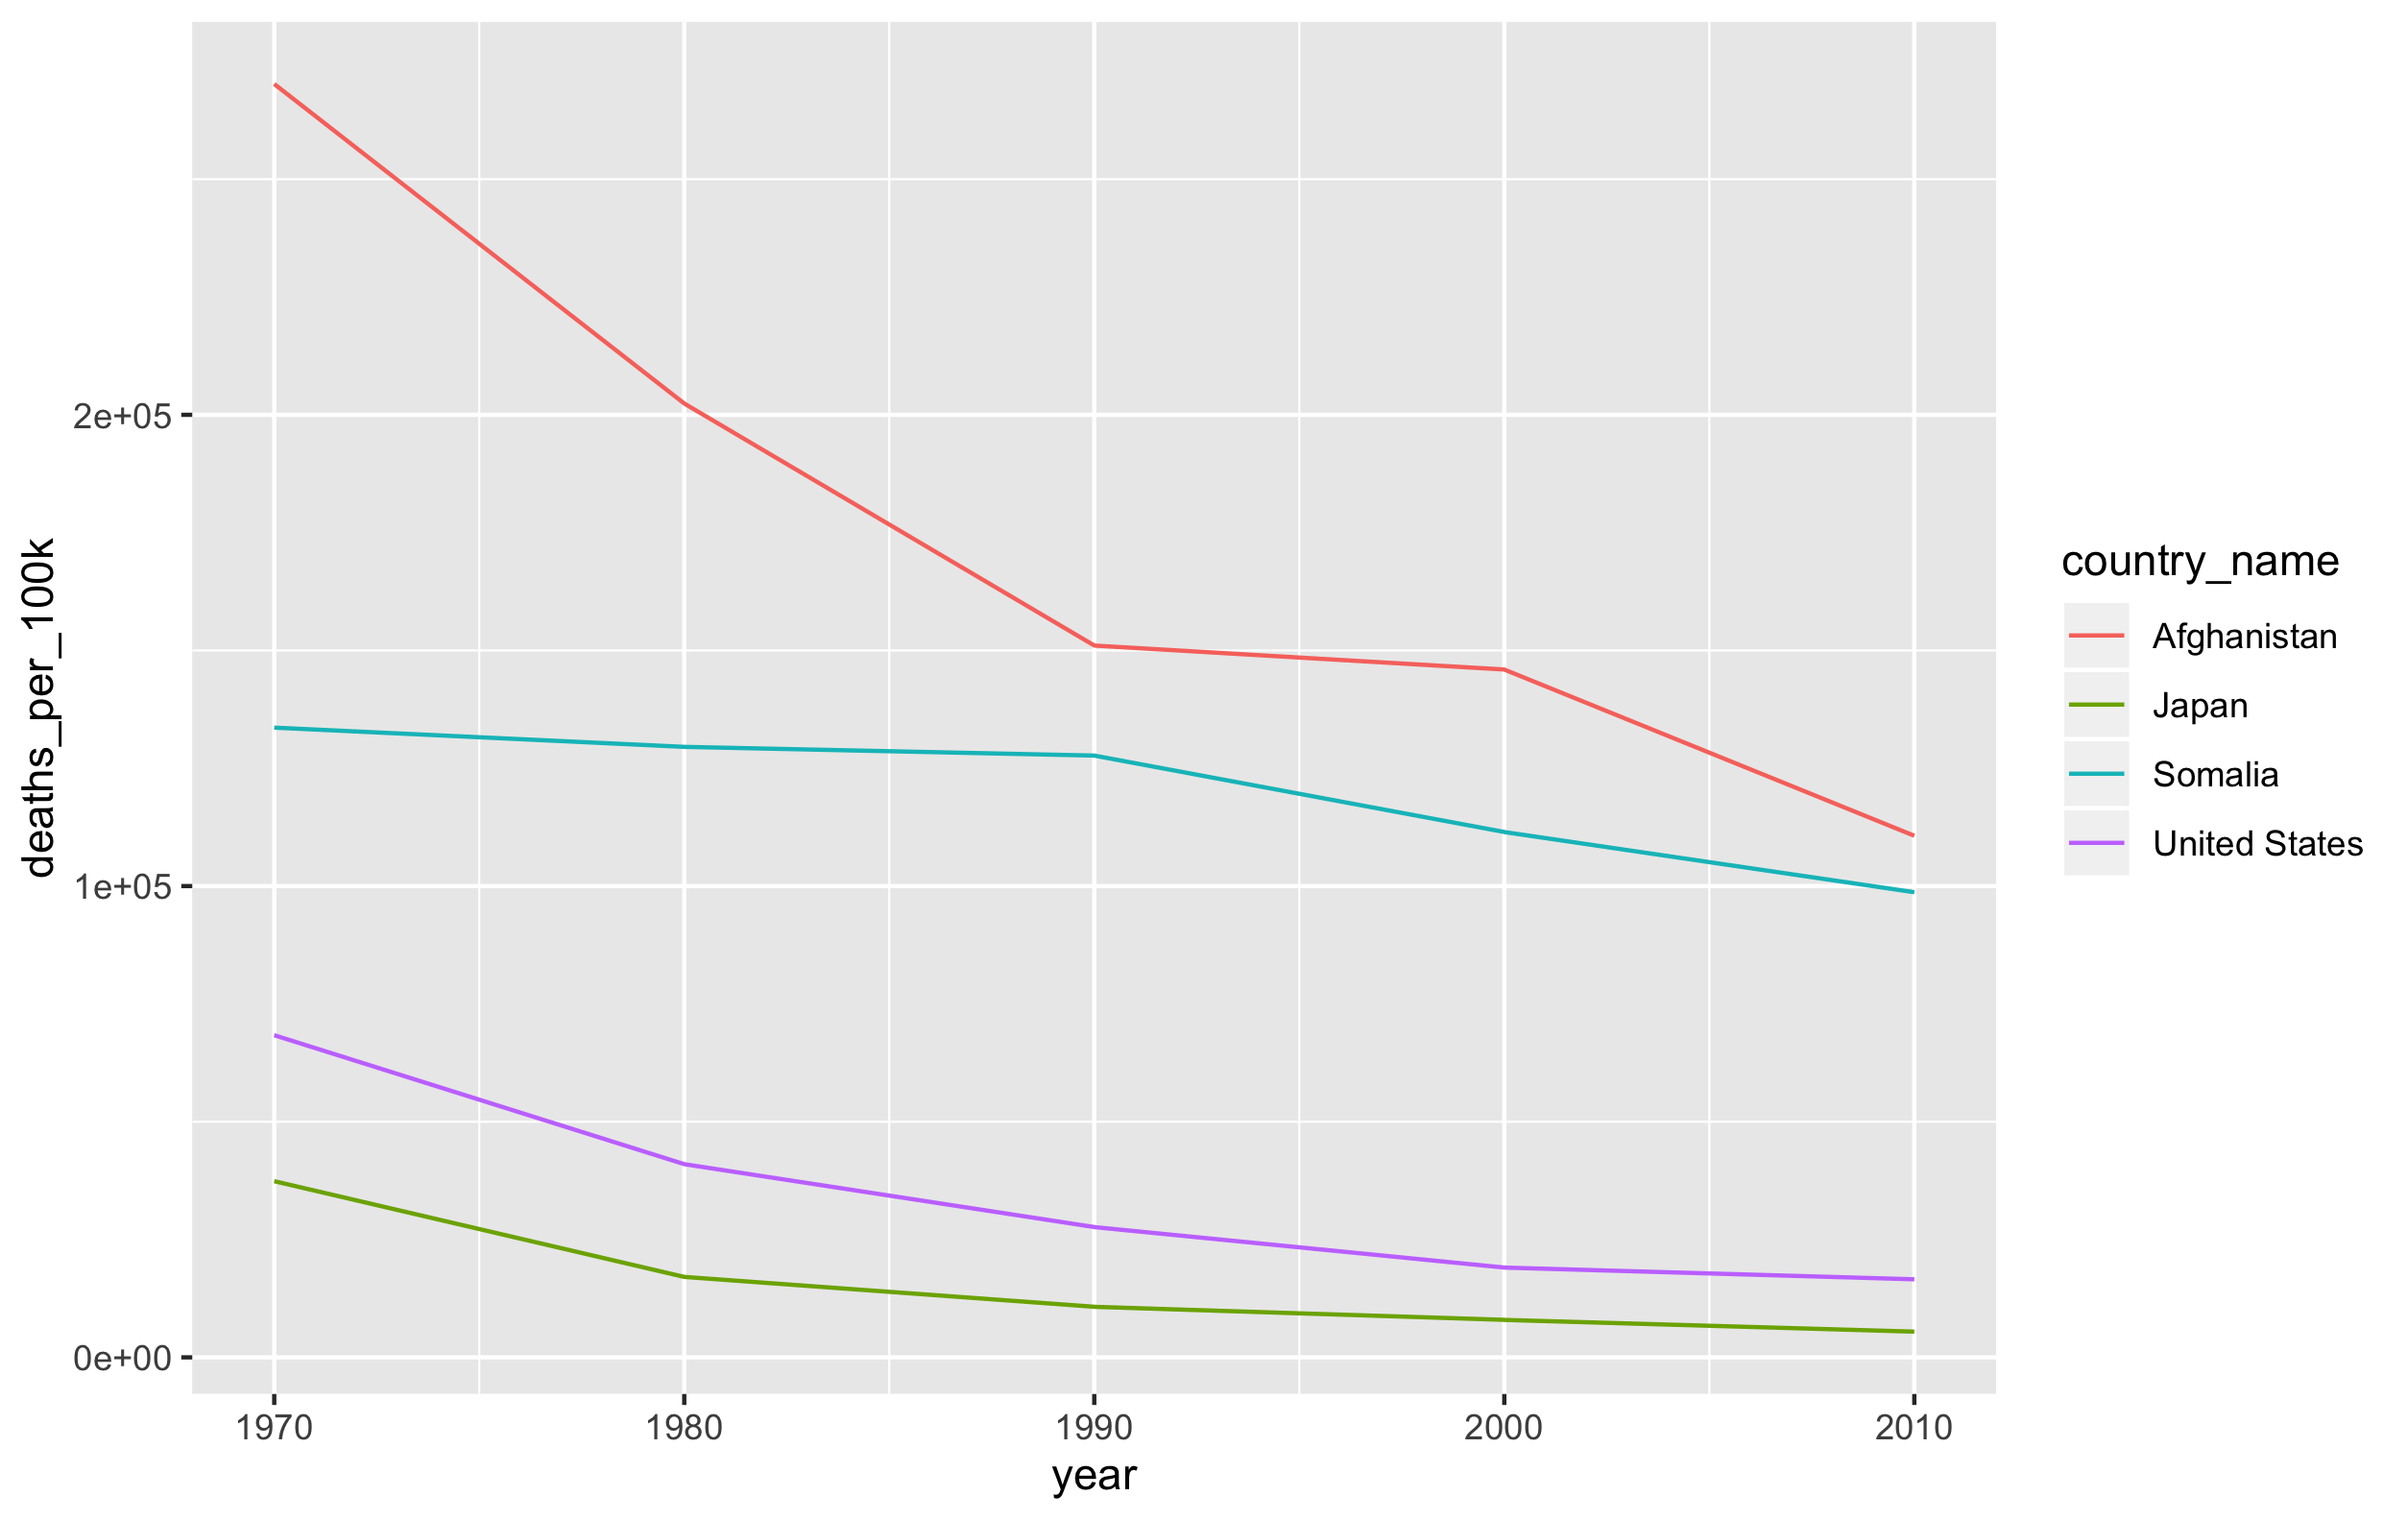 deaths_per_100k
2e+05
1e+05
0e+00
1970 1980 1990 2000 2010
year
country_name
Afghanistan
Japan
Somalia
United States